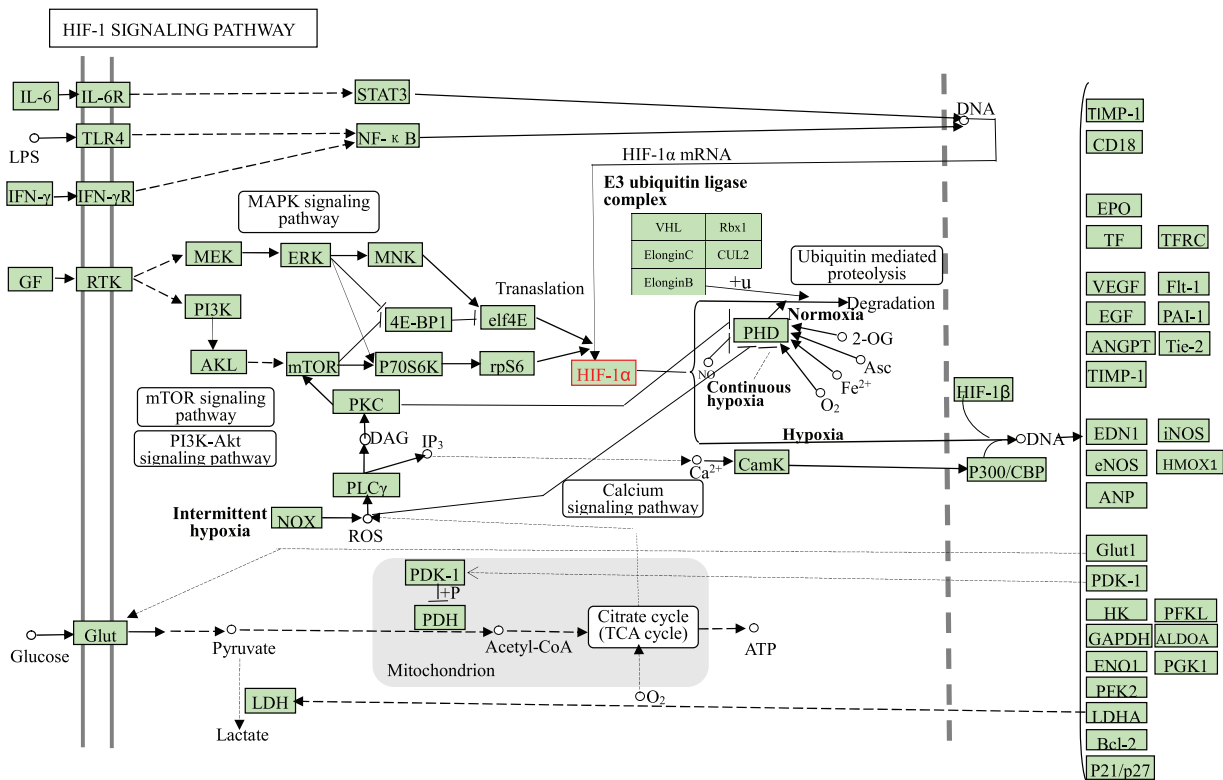 HIF-1 SIGNALING PATHWAY
IL-6
IL-6R
STAT3
DNA
TIMP-1
LPS
TLR4
NF-κB
CD18
HIF-1α mRNA
IFN-γ
IFN-γR
E3 ubiquitin ligase
complex
MAPK signaling
pathway
EPO
VHL
Rbx1
ElonginC
CUL2
ElonginB
+u
TF
TFRC
GF
RTK
MEK
ERK
MNK
Tranaslation
Ubiquitin mediated
proteolysis
Degradation
Normoxia
VEGF
Flt-1
PI3K
4E-BP1
elf4E
PHD
2-OG
EGF
PAI-1
AKL
mTOR
P70S6K
rpS6
HIF-1α
NO
Asc
ANGPT
Tie-2
Continuous
hypoxia
Fe2+
O2
TIMP-1
mTOR signaling
pathway
PKC
HIF-1β
PI3K-Akt
signaling pathway
DAG
IP3
Hypoxia
DNA
EDN1
iNOS
PLCγ
Ca2+
CamK
P300/CBP
eNOS
HMOX1
Calcium
signaling pathway
ANP
Intermittent
hypoxia
NOX
ROS
Glut1
PDK-1
+P
PDH
PDK-1
HK
PFKL
Glucose
Glut
Pyruvate
Acetyl-CoA
Citrate cycle
(TCA cycle)
ATP
GAPDH
ALDOA
Mitochondrion
ENO1
PGK1
LDH
O2
PFK2
LDHA
Lactate
Bcl-2
P21/p27